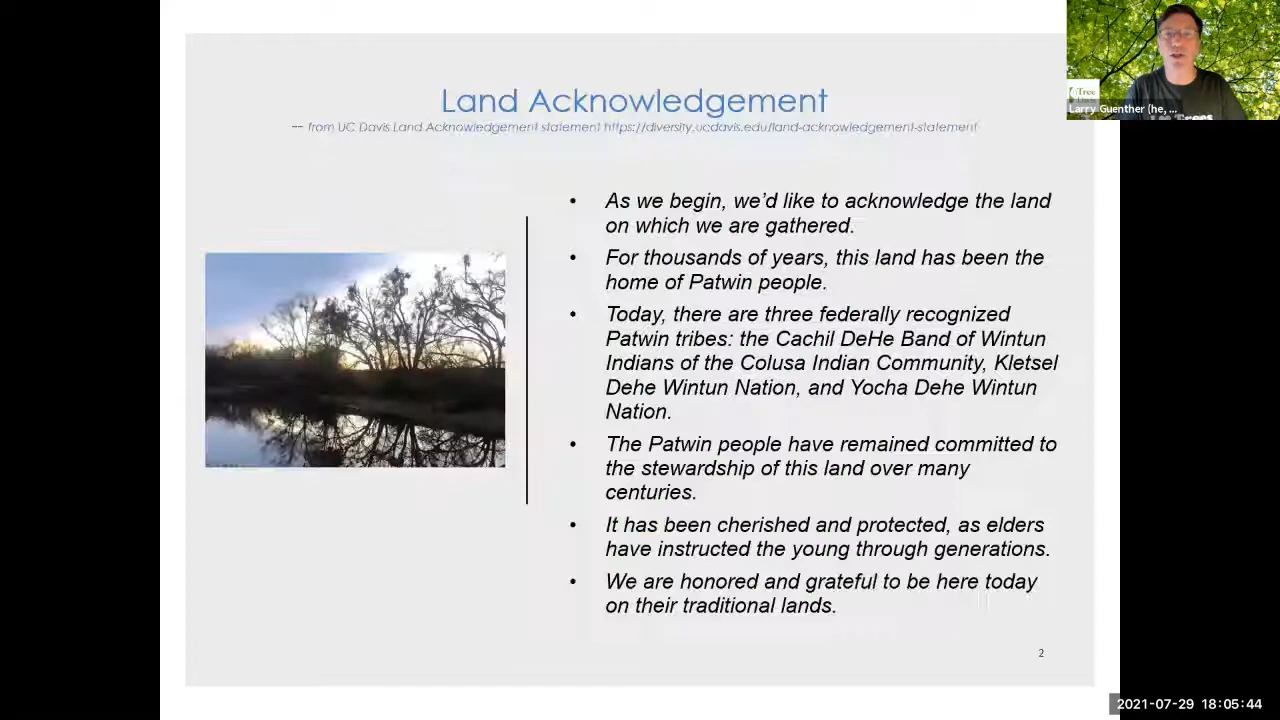 Land Acknowledgement
-- from UC Davis Land Acknowledgement statement https://diversity.ucdavis.edu/land-acknowledgement-statement
• As we begin, we'd like to acknowledge the land
on which we are gathered.
• For thousands of years, this land has been the
home of Patwin people.
• Today, there are three federally recognized
Patwin tribes: the Cachil DeHe Band of Wintun
Indians of the Colusa Indian Community, Kletsel
Dehe Wintun Nation, and Yocha Dehe Wintun
Nation.
• The Patwin people have remained committed to
the stewardship of this land over many
centuries.
• It has been cherished and protected, as elders
have instructed the young through generations.
• We are honored and grateful to be here today
on their traditional lands.
2
Tree
Larry Guenther (he, ...
Trees
2021-07-29 18:05:44